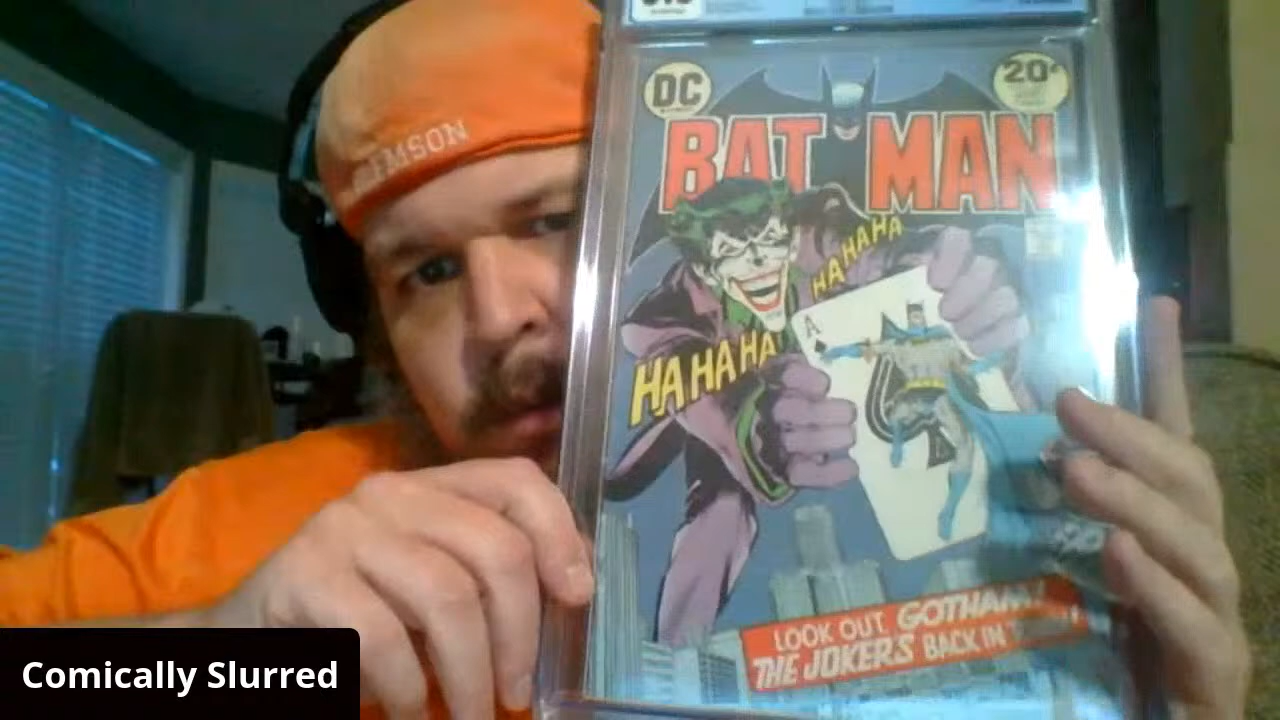 DC
20¢
BATMAN
CLEMSON
HA HA HA
A
HA HA HA
LOOK OUT, GOTHAM!
THE JOKER'S BACK IN
Comically Slurred